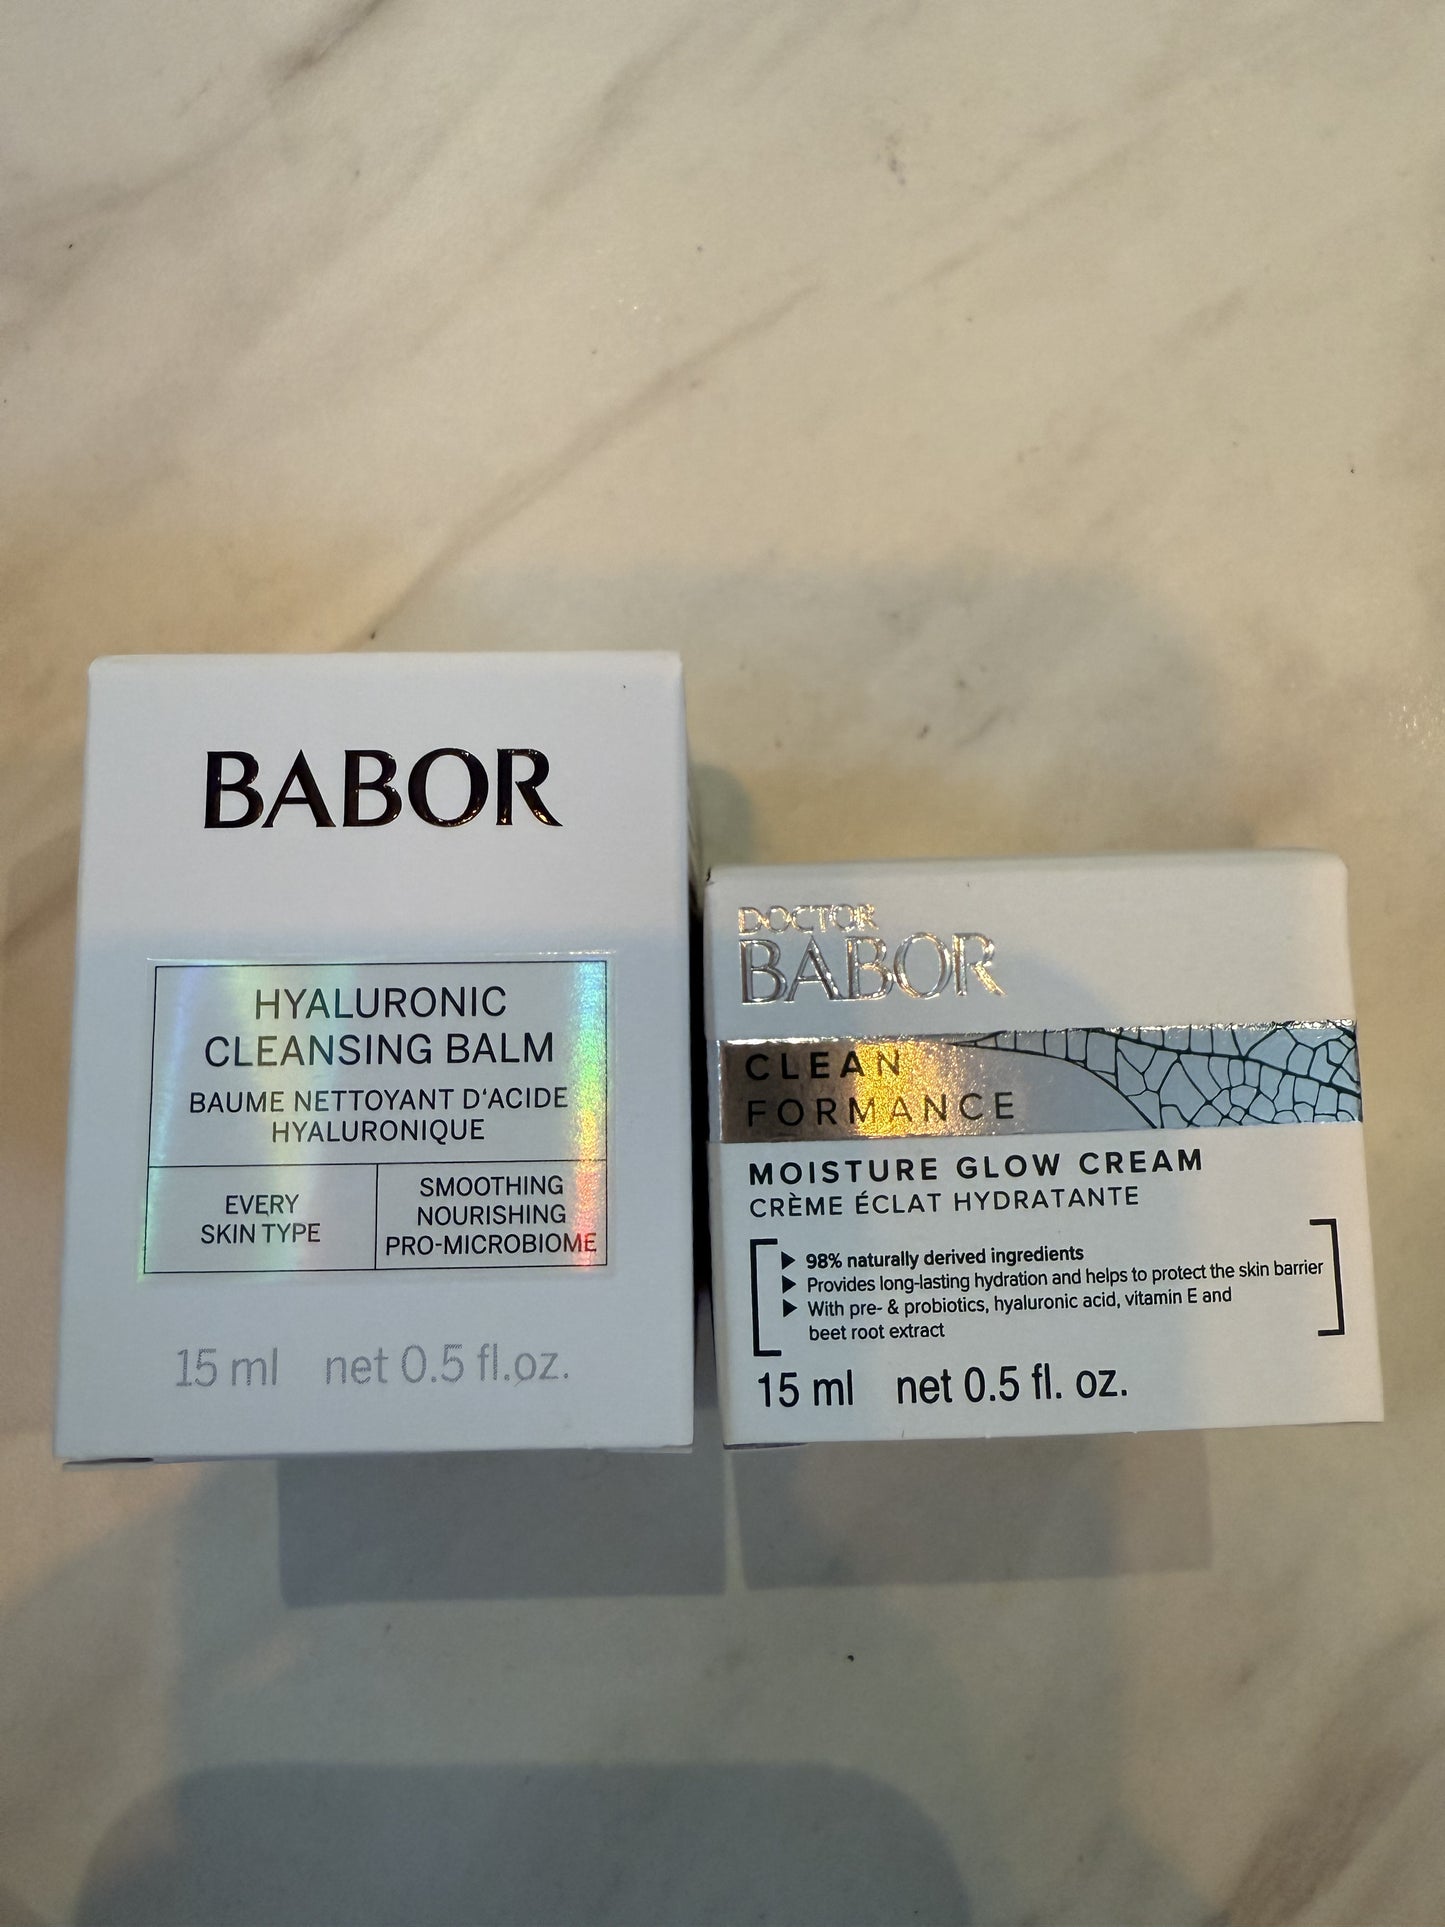 BABOR
HYALURONIC
CLEANSING BALM
BAUME NETTOYANT D'ACIDE
HYALURONIQUE
EVERY
SKIN TYPE
SMOOTHING
NOURISHING
PRO-MICROBIOME
15 ml net 0.5 fl.oz.
DOCTOR
BABOR
CLEAN
FORMANCE
MOISTURE GLOW CREAM
CRÈME ÉCLAT HYDRATANTE
98% naturally derived ingredients
Provides long-lasting hydration and helps to protect the skin barrier
With pre- & probiotics, hyaluronic acid, vitamin E and
beet root extract
15 ml net 0.5 fl. oz.